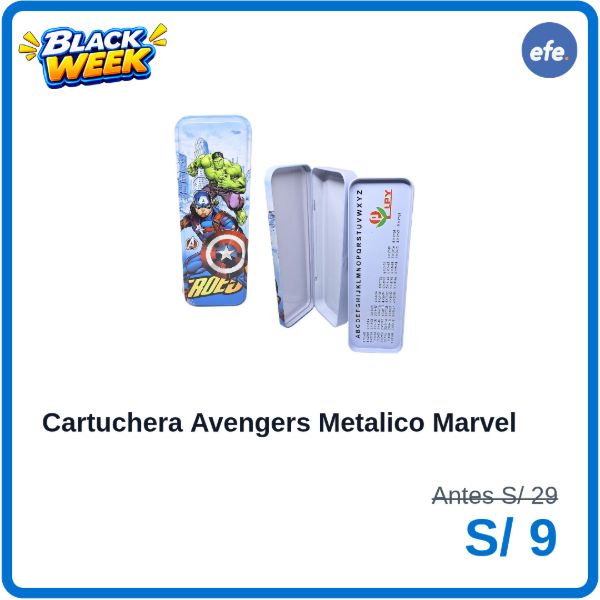 BLACK
WEEK
efe.
ABCDEFGHIJKLMNOPQRSTUVWXYZ
Cartuchera Avengers Metalico Marvel
Antes S/ 29
S/ 9